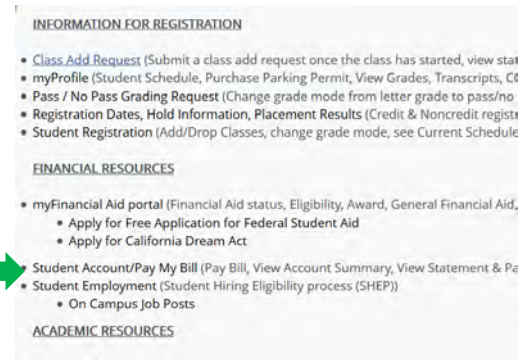 INFORMATION FOR REGISTRATION
• Class Add Request (Submit a class add request once the class has started, view
• myProfile (Student Schedule, Purchase Parking Permit, View Grades, Transcripts,
• Pass / No Pass Grading Request (Change grade mode from letter grade to pass/no
• Registration Dates, Hold Information, Placement Results (Credit & Noncredit
• Student Registration (Add/Drop Classes, change grade mode, see Current Schedule
FINANCIAL RESOURCES
• myFinancial Aid portal (Financial Aid status, Eligibility, Award, General Financial Aid,
• Apply for Free Application for Federal Student Aid
• Apply for California Dream Act
• Student Account/Pay My Bill (Pay Bill, View Account Summary, View Statement &
• Student Employment (Student Hiring Eligibility process (SHEP))
• On Campus Job Posts
ACADEMIC RESOURCES